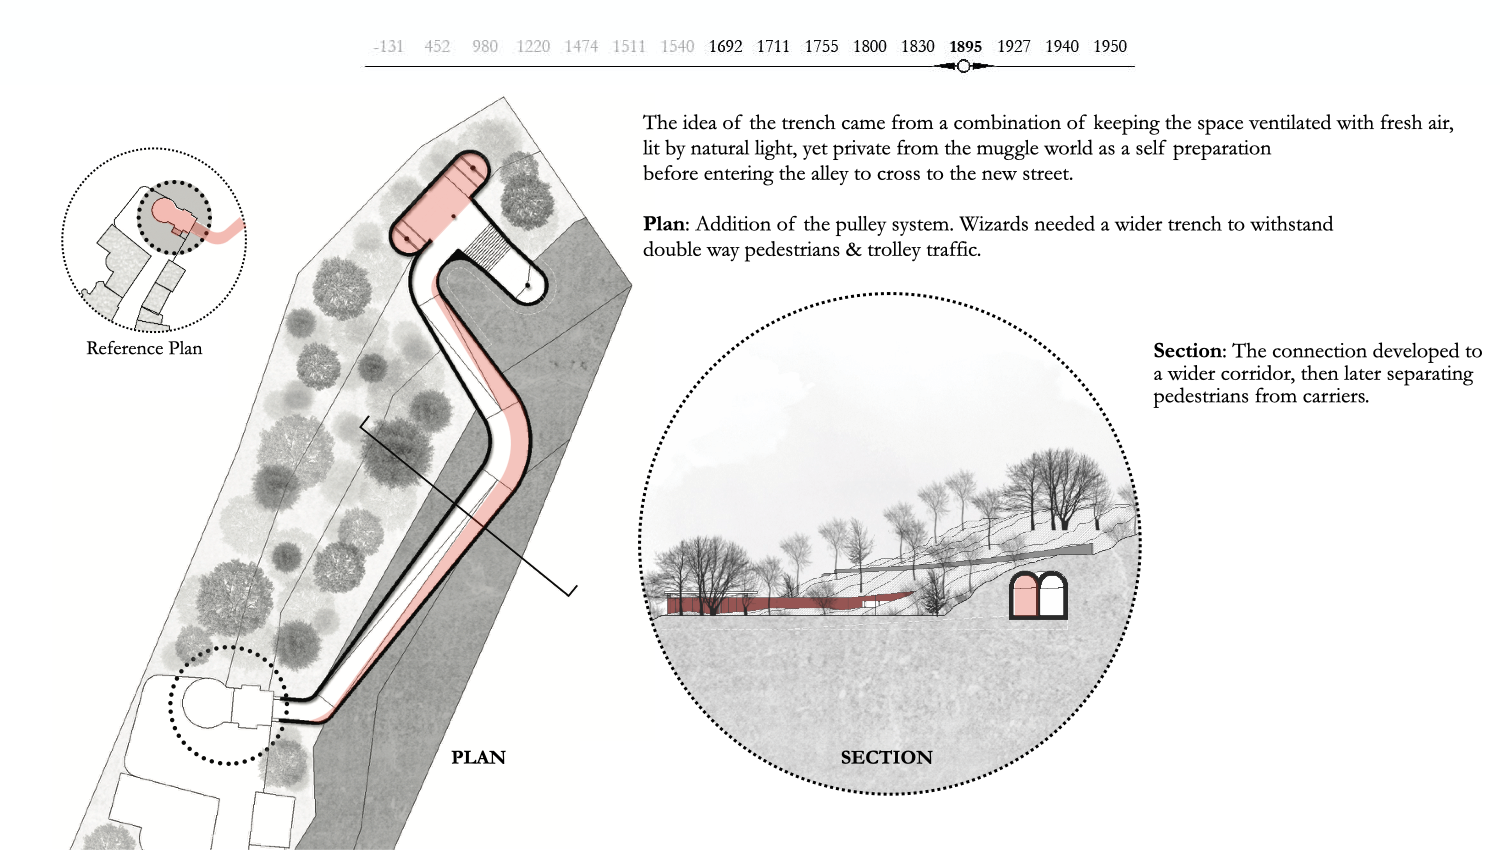 -131 452 980 1220 1474 1511 1540 1692 1711 1755 1800 1830 1895 1927 1940 1950
The idea of the trench came from a combination of keeping the space ventilated with fresh air,
lit by natural light, yet private from the muggle world as a self preparation
before entering the alley to cross to the new street.
Plan: Addition of the pulley system. Wizards needed a wider trench to withstand
double way pedestrians & trolley traffic.
Reference Plan
Section: The connection developed to
a wider corridor, then later separating
pedestrians from carriers.
PLAN
SECTION